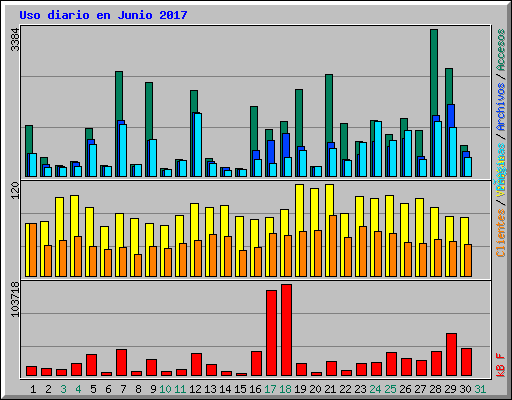 Uso diario en Junio 2017
3384
120
103718
Accesos
/
Archivos
/
Visitas
/
Clientes
kB F
1 2 3 4 5 6 7 8 9 10 11 12 13 14 15 16 17 18 19 20 21 22 23 24 25 26 27 28 29 30 31